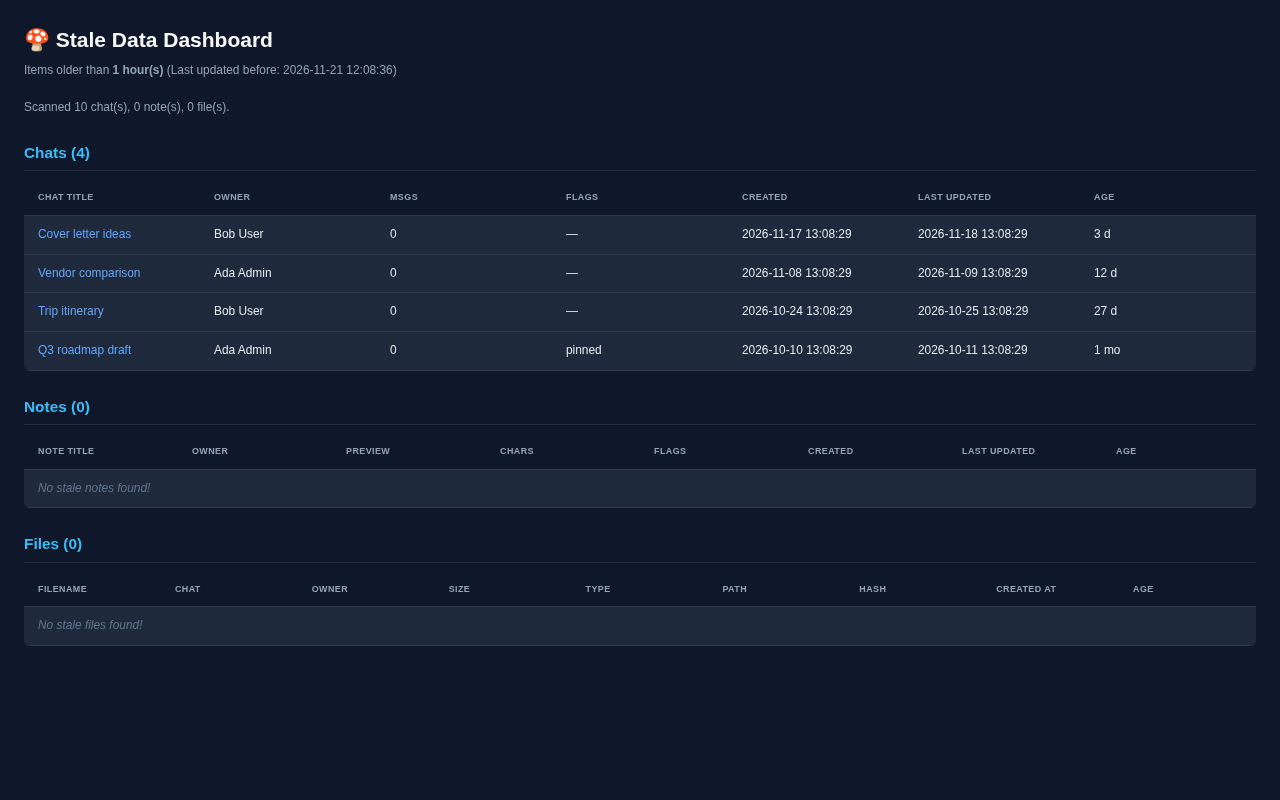 🍄 Stale Data Dashboard
Items older than 1 hour(s) (Last updated before: 2026-11-21 12:08:36)
Scanned 10 chat(s), 0 note(s), 0 file(s).
Chats (4)
CHAT TITLE OWNER MSGS FLAGS CREATED LAST UPDATED AGE
Cover letter ideas Bob User 0 — 2026-11-17 13:08:29 2026-11-18 13:08:29 3 d
Vendor comparison Ada Admin 0 — 2026-11-08 13:08:29 2026-11-09 13:08:29 12 d
Trip itinerary Bob User 0 — 2026-10-24 13:08:29 2026-10-25 13:08:29 27 d
Q3 roadmap draft Ada Admin 0 pinned 2026-10-10 13:08:29 2026-10-11 13:08:29 1 mo
Notes (0)
NOTE TITLE OWNER PREVIEW CHARS FLAGS CREATED LAST UPDATED AGE
No stale notes found!
Files (0)
FILENAME CHAT OWNER SIZE TYPE PATH HASH CREATED AT AGE
No stale files found!